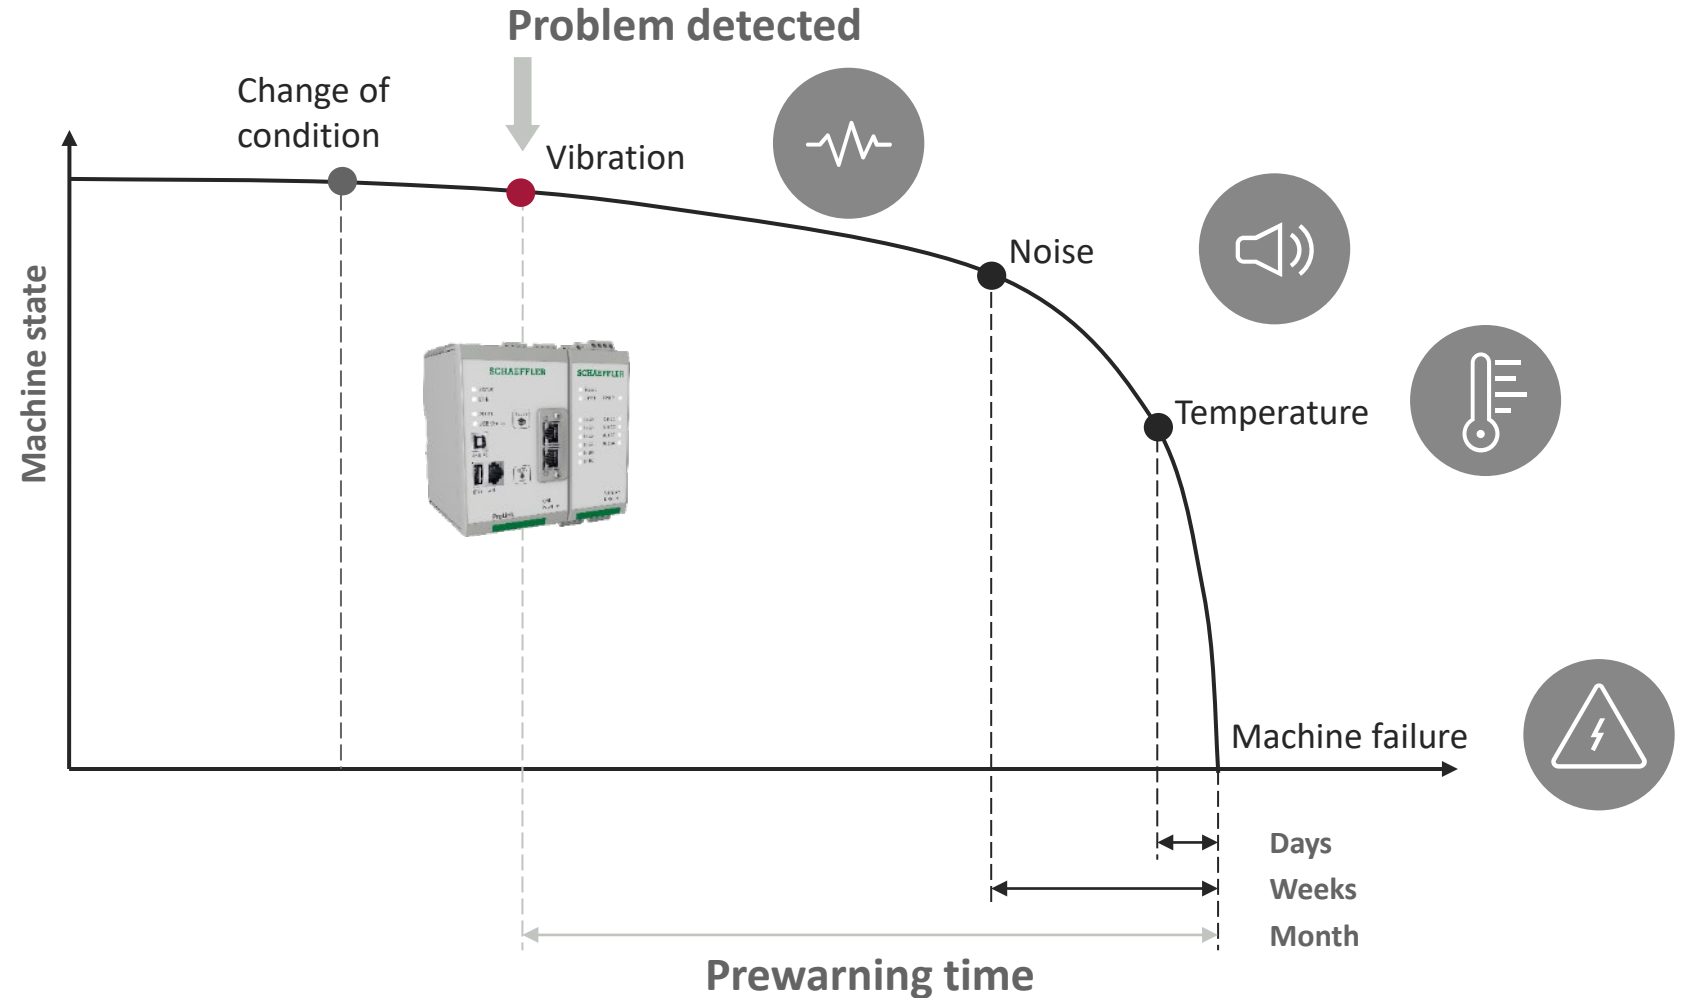 Problem detected
Change of
condition
Vibration
Noise
Machine state
SCHAEFFLER
SCHAEFFLER
Temperature
ProLink
Machine failure
Days
Weeks
Month
Prewarning time